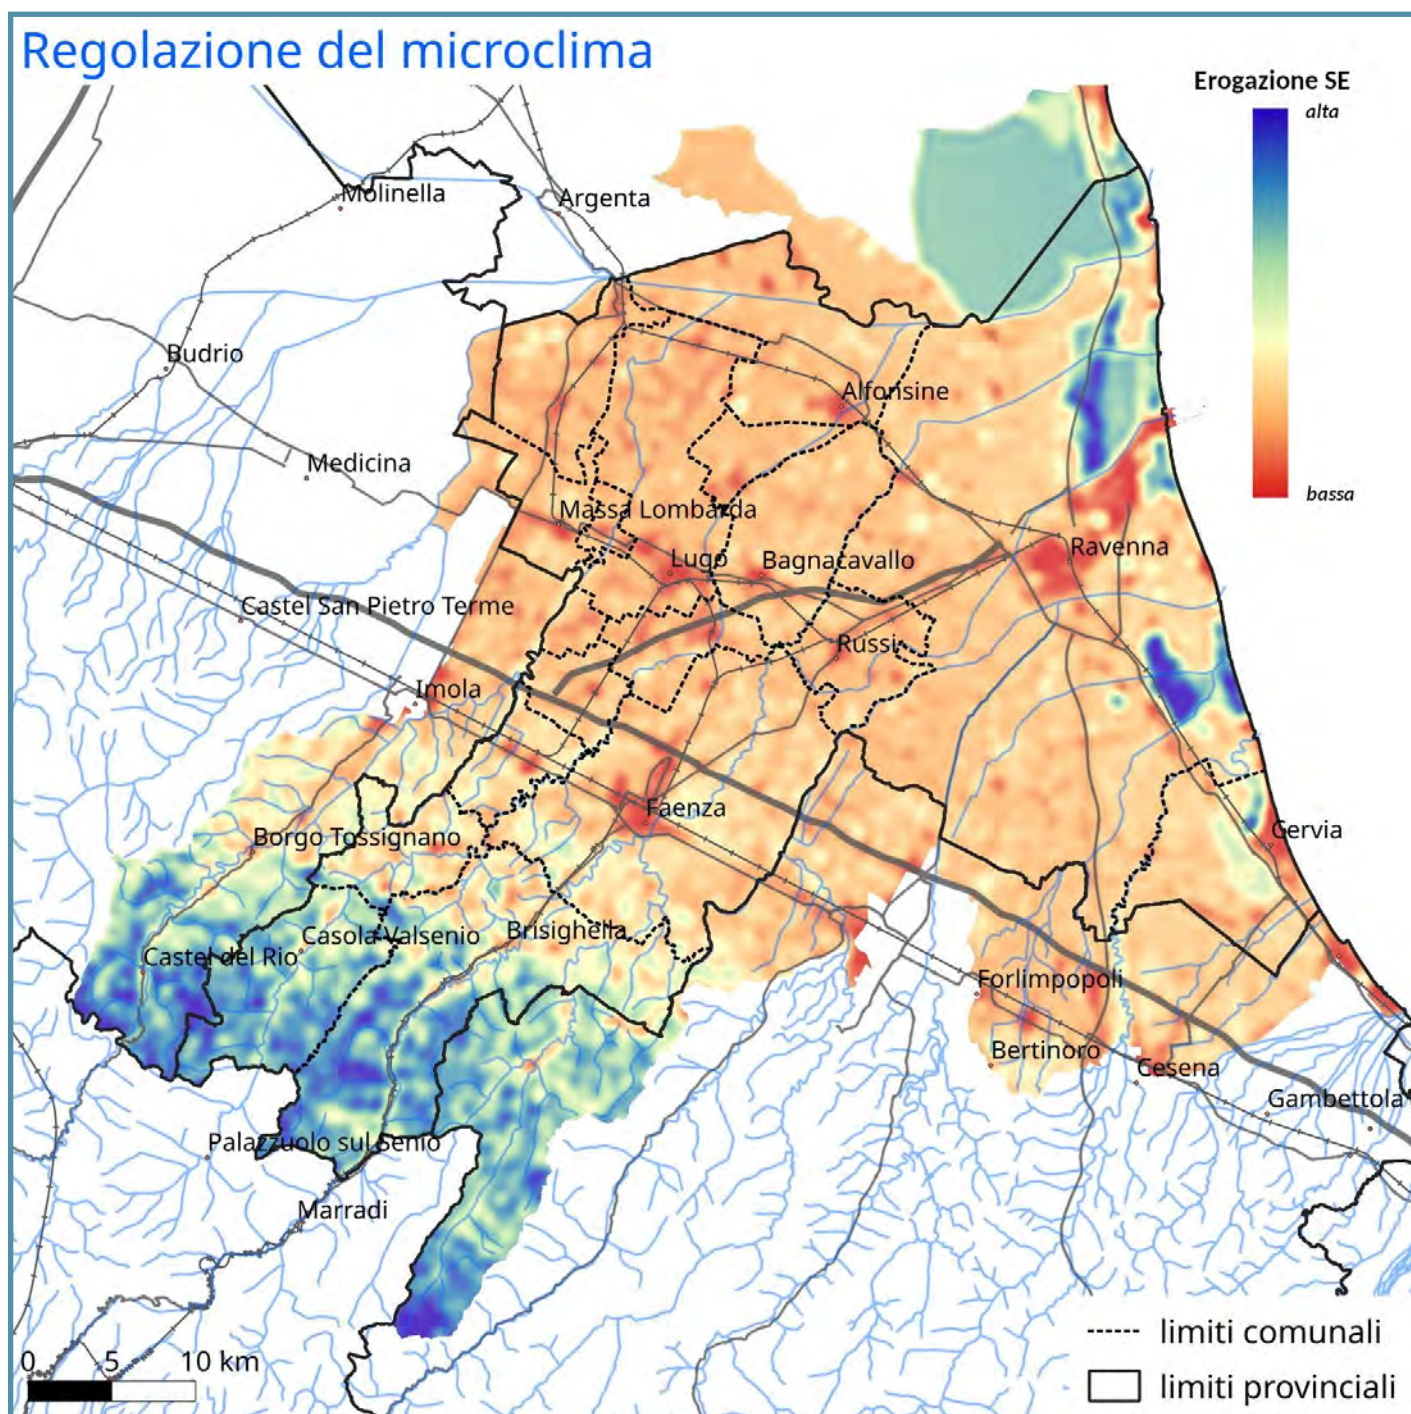 Regolazione del microclima
Erogazione SE
alta
bassa
Molinella
Argenta
Budrio
Alfonsine
Medicina
Massa Lombarda
Lugo
Bagnacavallo
Ravenna
Castel San Pietro Terme
Russi
Imola
Faenza
Cervia
Borgo Tossignano
Casola Valsenio
Brisighella
Castel del Rio
Forlimpopoli
Bertinoro
Cesena
Gambettola
Palazzuolo sul Senio
Marradi
limiti comunali
0 5 10 km
limiti provinciali